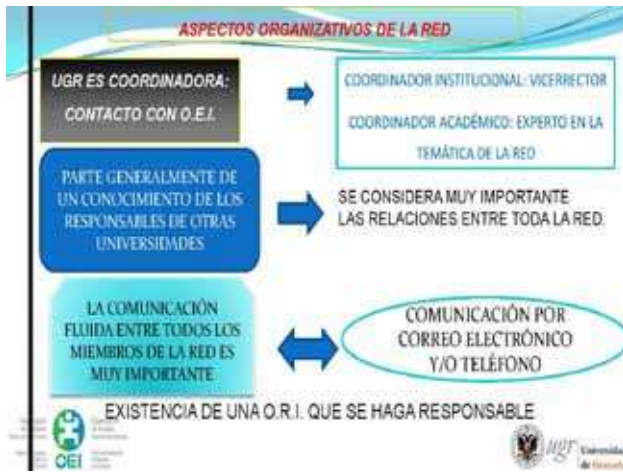 ASPECTOS ORGANIZATIVOS DE LA RED
UGR ES COORDINADORA:
CONTACTO CON O.E.I.
COORDINADOR INSTITUCIONAL: VICERRECTOR
COORDINADOR ACADÉMICO: EXPERTO EN LA
TEMÁTICA DE LA RED
PARTE GENERALMENTE DE
UN CONOCIMIENTO DE LOS
RESPONSABLES DE OTRAS
UNIVERSIDADES
SE CONSIDERA MUY IMPORTANTE
LAS RELACIONES ENTRE TODA LA RED.
LA COMUNICACIÓN
FLUIDA ENTRE TODOS LOS
MIEMBROS DE LA RED ES
MUY IMPORTANTE
COMUNICACIÓN POR
CORREO ELECTRÓNICO
Y/O TELÉFONO
EXISTENCIA DE UNA O.R.I. QUE SE HAGA RESPONSABLE
OEI
ugr Universidad
de Granada